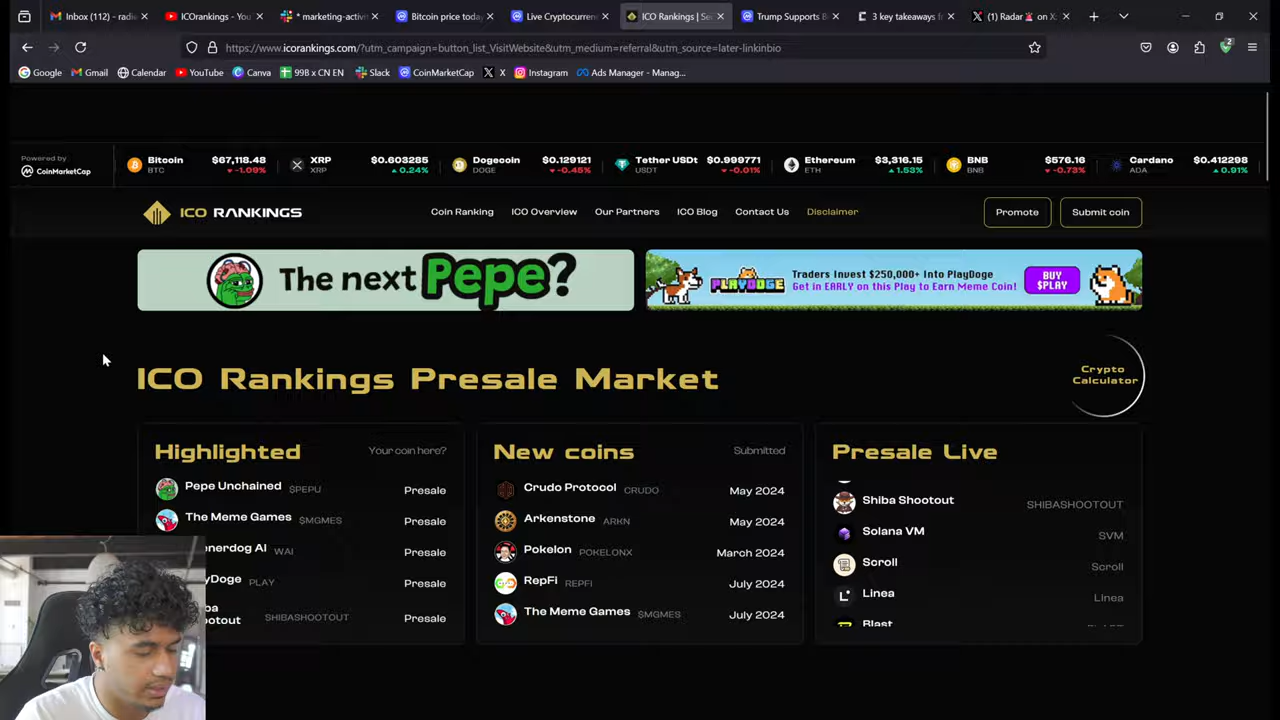 Inbox (112) - radie
ICOrankings - You
* marketing-activit
Bitcoin price today
Live Cryptocurrenc
ICO Rankings | Se
Trump Supports B
3 key takeaways f
(1) Radar🚨 on X:
https://www.icorankings.com/?utm_campaign=button_list_VisitWebsite&utm_medium=referral&utm_source=later-linkinbio
2
Google
Gmail
Calendar
YouTube
Canva
99B x CN EN
Slack
CoinMarketCap
X
Instagram
Ads Manager - Manag...
Powered by
CoinMarketCap
Bitcoin $67,118.48
BTC -1.09%
XRP $0.603285
XRP 0.24%
Dogecoin $0.129121
DOGE -0.45%
Tether USDt $0.999771
USDT -0.01%
Ethereum $3,316.15
ETH 1.53%
BNB $576.16
BNB -0.73%
Cardano $0.412298
ADA 0.91%
ICO RANKINGS
Coin Ranking
ICO Overview
Our Partners
ICO Blog
Contact Us
Disclaimer
Promote
Submit coin
The next Pepe?
PLAYDOGE
Traders Invest $250,000+ Into PlayDoge
Get in EARLY on this Play to Earn Meme Coin!
BUY
$PLAY
ICO Rankings Presale Market
Crypto
Calculator
Highlighted Your coin here?
Pepe Unchained $PEPU Presale
The Meme Games $MGMES Presale
WAI Presale
PLAY Presale
SHIBASHOOTOUT Presale
New coins Submitted
Crudo Protocol CRUDO May 2024
Arkenstone ARKN May 2024
Pokelon POKELONX March 2024
RepFi REPFI July 2024
The Meme Games $MGMES July 2024
Presale Live
Shiba Shootout SHIBASHOOTOUT
Solana VM SVM
Scroll Scroll
Linea Linea
Blast